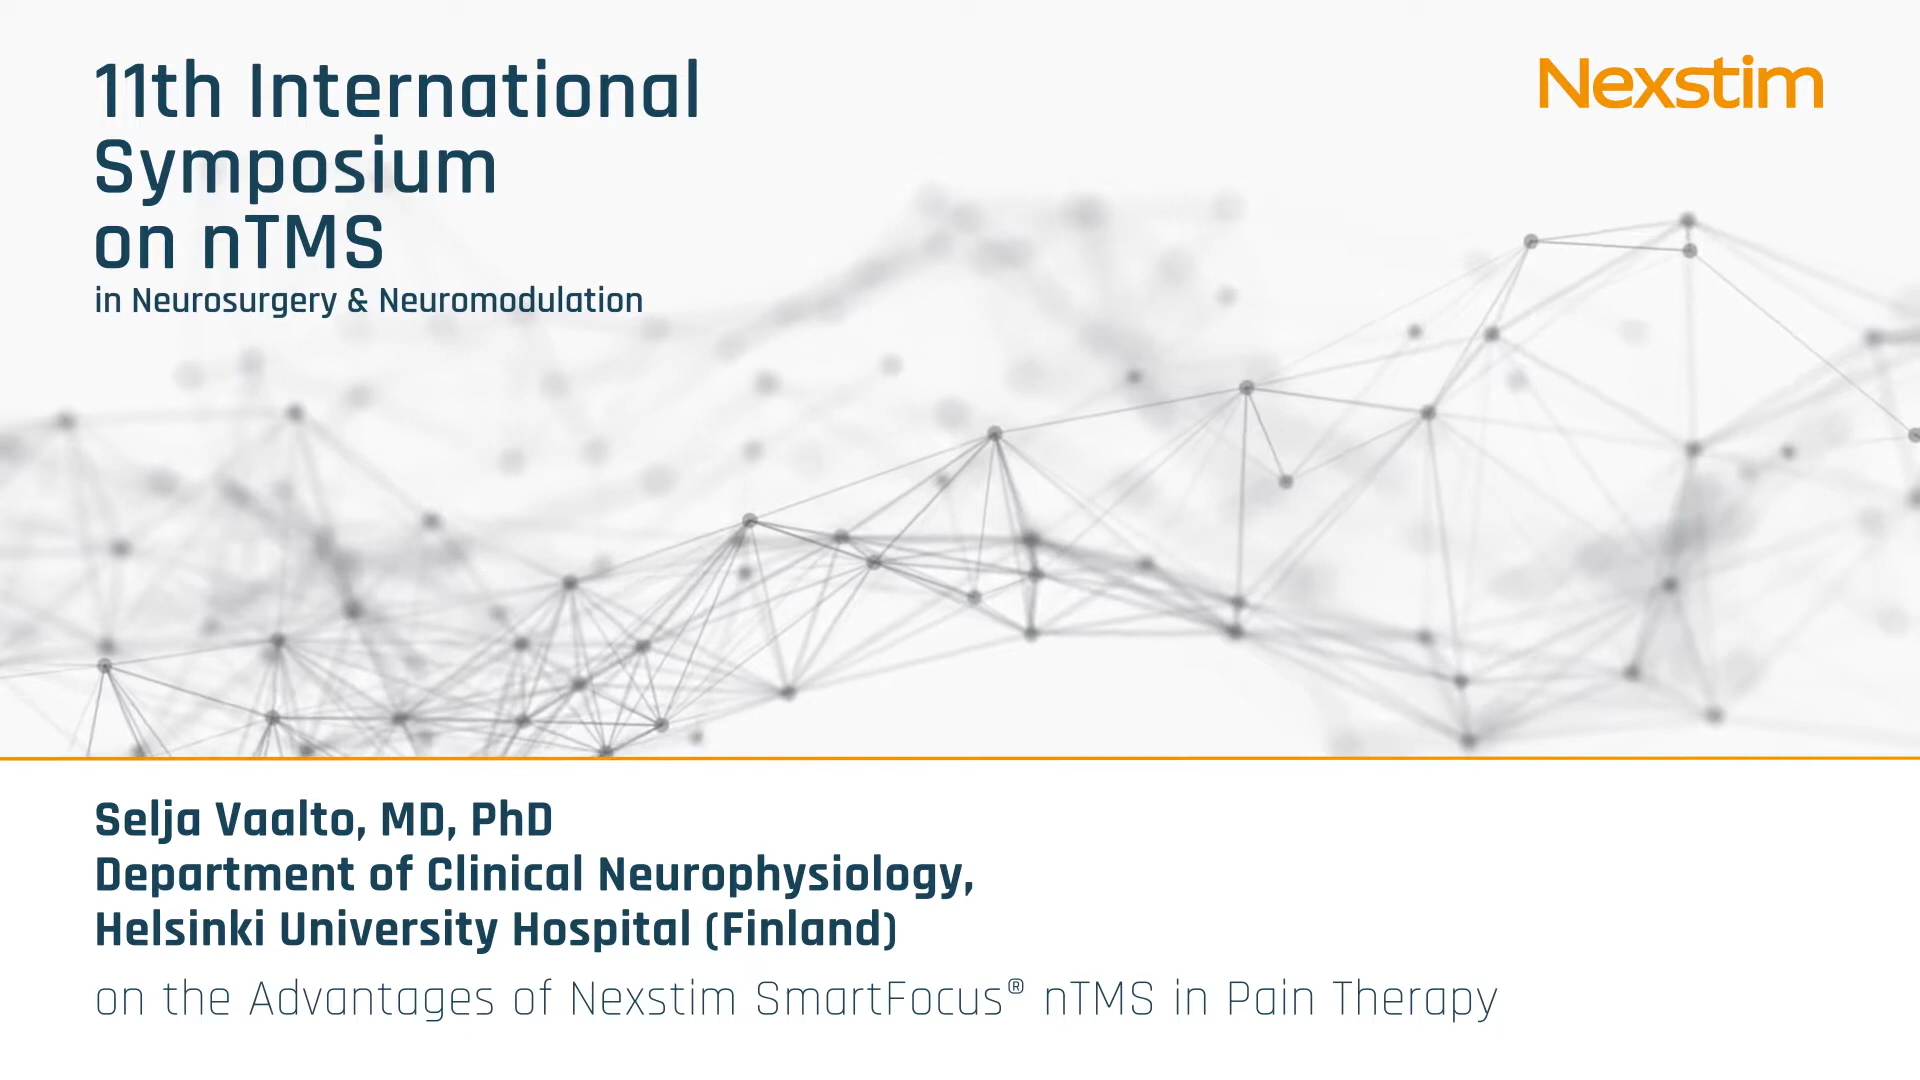 11th International
Symposium
on nTMS
in Neurosurgery & Neuromodulation
Nexstim
Selja Vaalto, MD, PhD
Department of Clinical Neurophysiology,
Helsinki University Hospital (Finland)
on the Advantages of Nexstim SmartFocus® nTMS in Pain Therapy